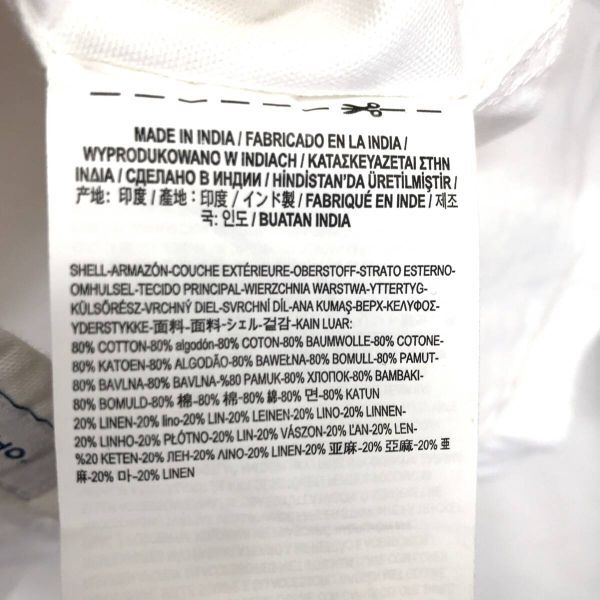 MADE IN INDIA / FABRICADO EN LA INDIA /
WYPRODUKOWANO W INDIACH / ΚΑΤΑΣΚΕΥΑΖΕΤΑΙ ΣΤΗΝ
ΙΝΔΙΑ / СДЕЛАНО В ИНДИИ / HİNDİSTAN'DA ÜRETİLMİŞTİR /
产地: 印度 / 產地: 印度 / インド製 / FABRIQUÉ EN INDE / 제조
국: 인도 / BUATAN INDIA
SHELL-ARMAZÓN-COUCHE EXTÉRIEURE-OBERSTOFF-STRATO ESTERNO-
OMHULSEL-TECIDO PRINCIPAL-WIERZCHNIA WARSTWA-YTTERTYG-
KÜLSŐRÉSZ-VRCHNÝ DIEL-SVRCHNÍ DÍL-ANA KUMAŞ-ВЕРХ-ΚΕΛΥΦΟΣ-
YDERSTYKKE-面料-面料-シェル-겉감-KAIN LUAR:
80% COTTON-80% algodón-80% COTON-80% BAUMWOLLE-80% COTONE-
80% KATOEN-80% ALGODÃO-80% BAWEŁNA-80% BOMULL-80% PAMUT-
80% BAVLNA-80% BAVLNA-%80 PAMUK-80% ХЛОПОК-80% ΒΑΜΒΑΚΙ-
80% BOMULD-80% 棉-80% 棉-80% 綿-80% 면-80% KATUN
20% LINEN-20% lino-20% LIN-20% LEINEN-20% LINO-20% LINNEN-
20% LINHO-20% PŁÓTNO-20% LIN-20% VÁSZON-20% ĽAN-20% LEN-
%20 KETEN-20% ЛЕН-20% ΛΙΝΟ-20% LINNED-20% 亚麻-20% 亞麻-20% 亜
麻-20% 마-20% LINEN